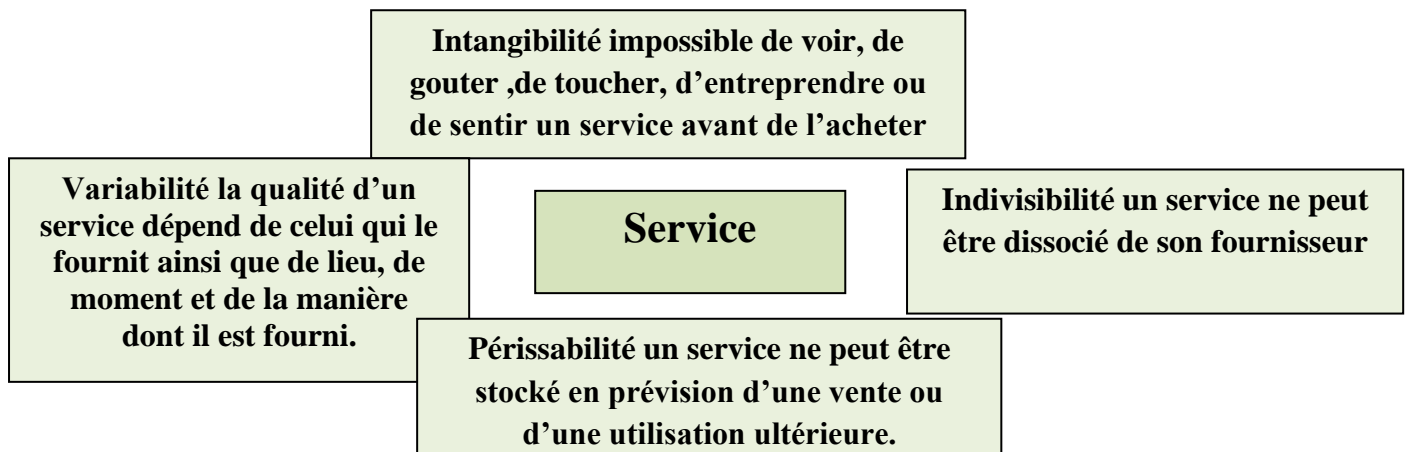 Intangibilité impossible de voir, de
gouter ,de toucher, d’entreprendre ou
de sentir un service avant de l’acheter
Variabilité la qualité d’un
service dépend de celui qui le
fournit ainsi que de lieu, de
moment et de la manière
dont il est fourni.
Service
Indivisibilité un service ne peut
être dissocié de son fournisseur
Périssabilité un service ne peut être
stocké en prévision d’une vente ou
d’une utilisation ultérieure.